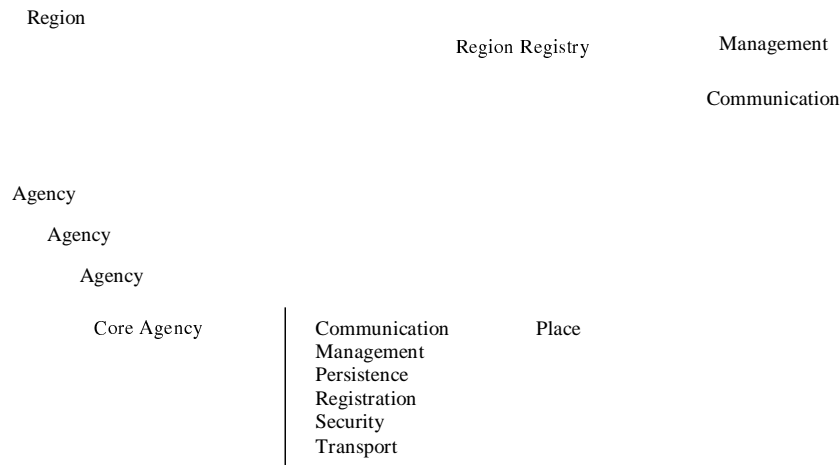 Region
Region Registry
Management
Communication
Agency
Agency
Agency
Core Agency
Communication
Management
Persistence
Registration
Security
Transport
Place